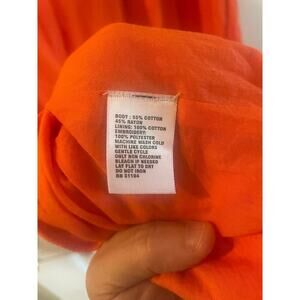 BODY: 55% COTTON
45% RAYON
LINING: 100% COTTON
EMBROIDERY:
100% POLYESTER
MACHINE WASH COLD
WITH LIKE COLORS
GENTLE CYCLE
ONLY NON CHLORINE
BLEACH IF NEEDED
LAY FLAT TO DRY
DO NOT IRON
RN 81184